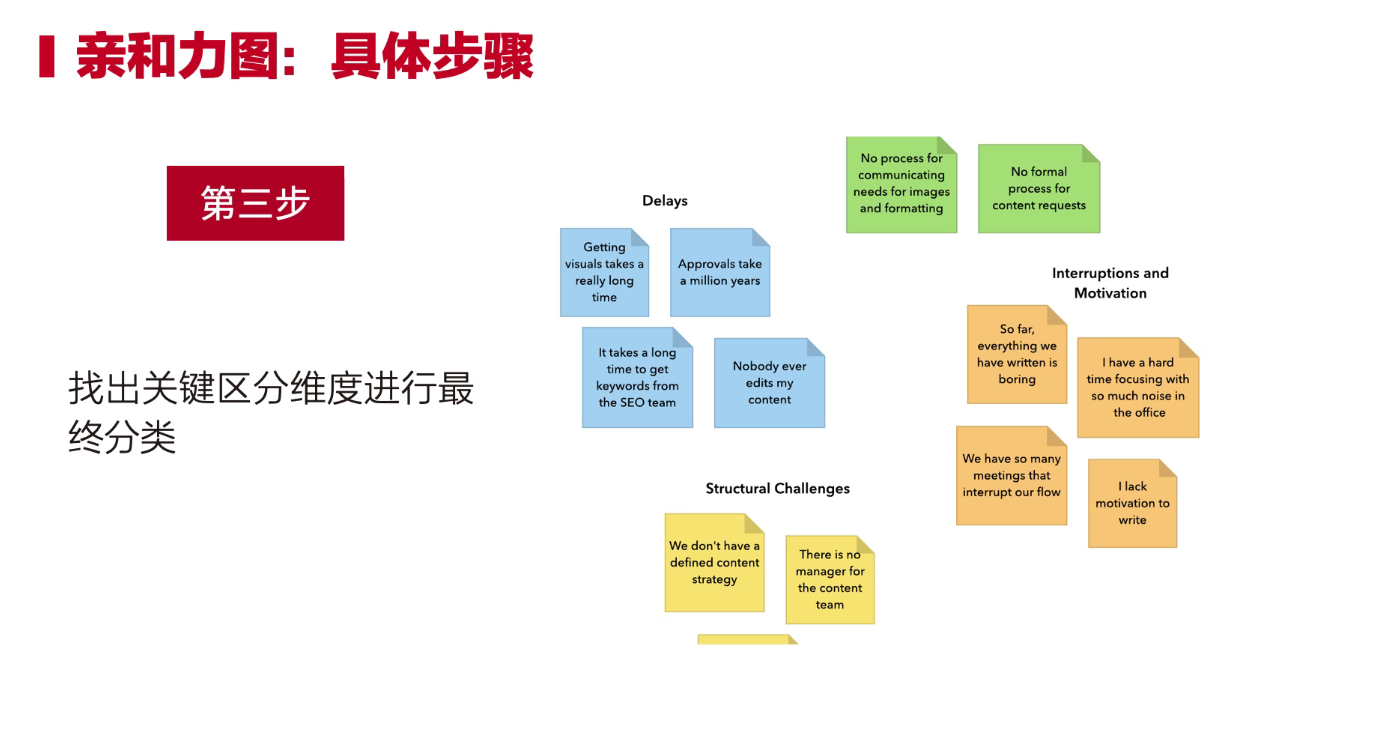 亲和力图：具体步骤
第三步
找出关键区分维度进行最
终分类
No process for
communicating
needs for images
and formatting
No formal
process for
content requests
Delays
Getting
visuals takes a
really long
time
Approvals take
a million years
It takes a long
time to get
keywords from
the SEO team
Nobody ever
edits my
content
Interruptions and
Motivation
So far,
everything we
have written is
boring
I have a hard
time focusing with
so much noise in
the office
We have so many
meetings that
interrupt our flow
I lack
motivation to
write
Structural Challenges
We don't have a
defined content
strategy
There is no
manager for
the content
team